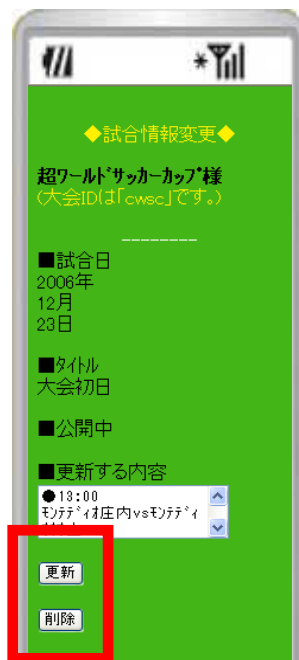 ◆試合情報変更◆
超ﾜｰﾙﾄﾞｻｯｶｰｶｯﾌﾟ様
(大会IDは「cwsc」です。)
■試合日
2006年
12月
23日
■ﾀｲﾄﾙ
大会初日
■公開中
■更新する内容
●13:00
ﾓﾝﾃﾃﾞｨｵ庄内vsﾓﾝﾃﾃﾞｨ
更新
削除